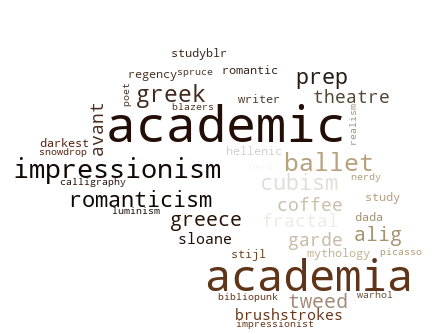 studyblr
regency spruce romantic
prep
poet greek blazers writer theatre
avant academic realism
darkest snowdrop hellenic
impressionism ballet
calligraphy cubism nerdy
romanticism coffee study
luminism greece fractal dada
sloane garde alig
stijl mythology picasso
academia
bibliopunk tweed warhol
brushstrokes
impressionist